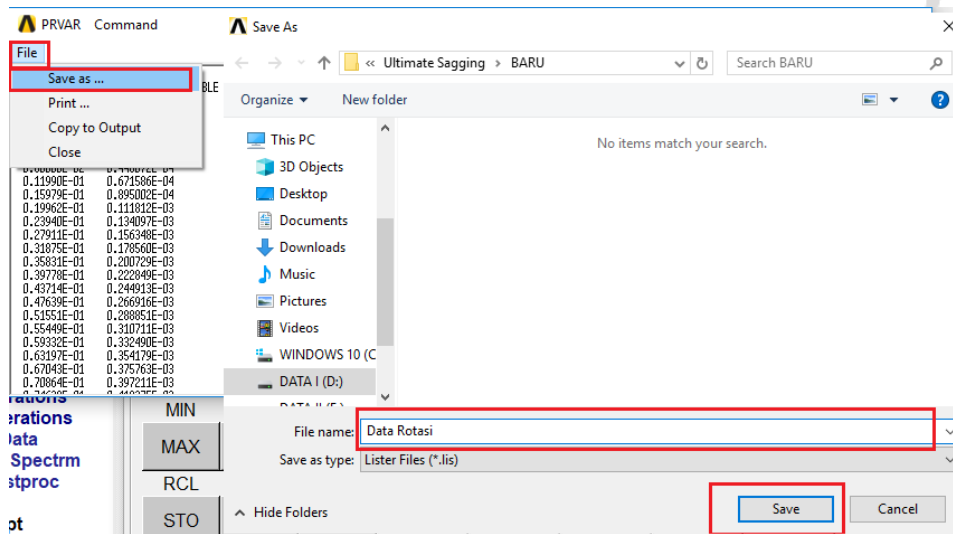 PRVAR Command
File
Save as ...
Print ...
Copy to Output
Close
BLE
0.11990E-01 0.671586E-04
0.15979E-01 0.895002E-04
0.19962E-01 0.111812E-03
0.23940E-01 0.134097E-03
0.27911E-01 0.156348E-03
0.31875E-01 0.178560E-03
0.35831E-01 0.200729E-03
0.39778E-01 0.222849E-03
0.43714E-01 0.244913E-03
0.47639E-01 0.266916E-03
0.51551E-01 0.288851E-03
0.55449E-01 0.310711E-03
0.59332E-01 0.332490E-03
0.63197E-01 0.354179E-03
0.67043E-01 0.375763E-03
0.70864E-01 0.397211E-03
erations
Data
Spectrm
stproc
pt
MIN
MAX
RCL
STO
Save As
« Ultimate Sagging > BARU
Search BARU
Organize New folder
This PC
3D Objects
Desktop
Documents
Downloads
Music
Pictures
Videos
WINDOWS 10 (C
DATA I (D:)
No items match your search.
File name: Data Rotasi
Save as type: Lister Files (*.lis)
Hide Folders
Save
Cancel